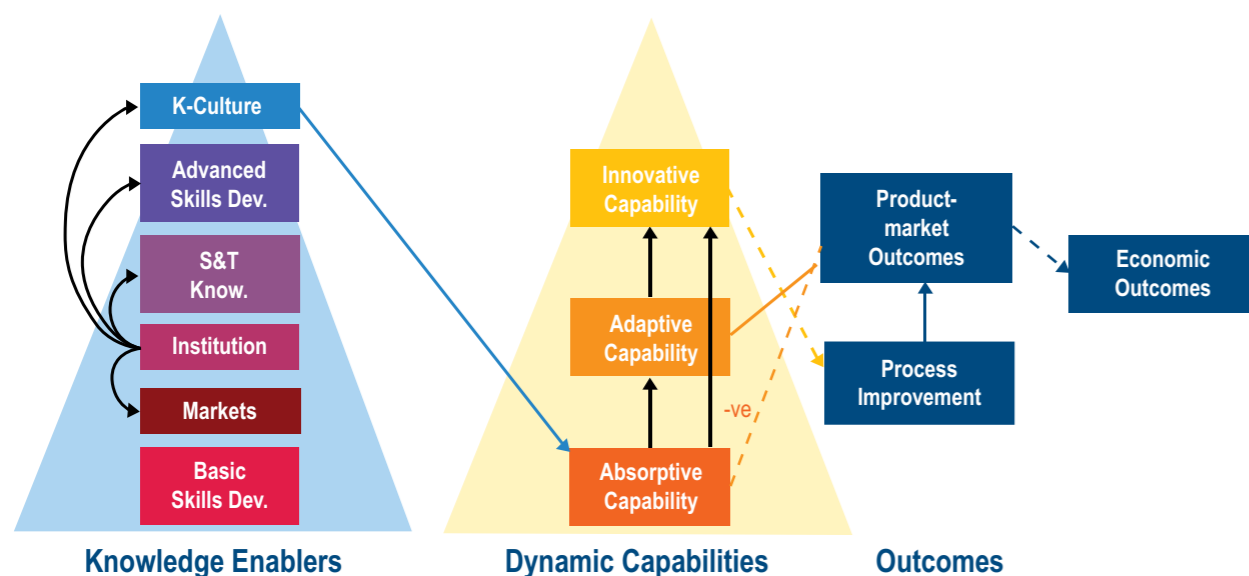 K-Culture
Advanced
Skills Dev.
S&T
Know.
Institution
Markets
Basic
Skills Dev.
Knowledge Enablers
Innovative
Capability
Adaptive
Capability
-ve
Absorptive
Capability
Dynamic Capabilities
Product-
market
Outcomes
Process
Improvement
Economic
Outcomes
Outcomes